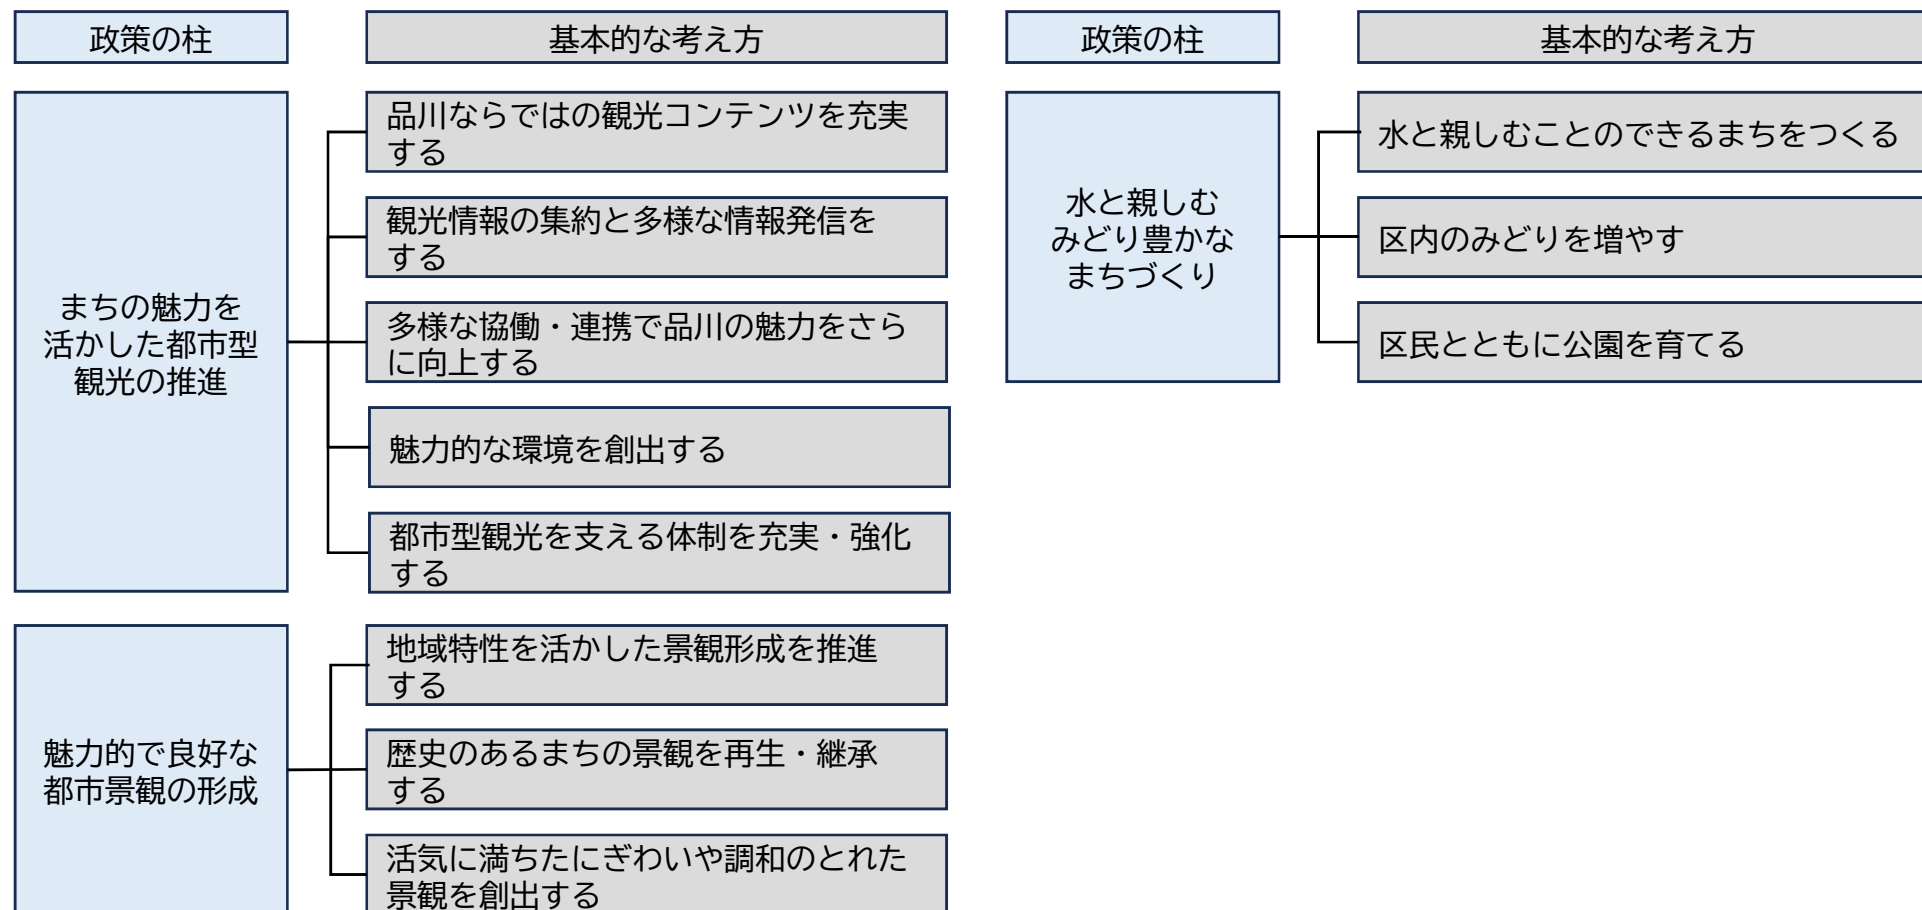 政策の柱
基本的な考え方
まちの魅力を
活かした都市型
観光の推進
品川ならではの観光コンテンツを充実
する
観光情報の集約と多様な情報発信を
する
多様な協働・連携で品川の魅力をさら
に向上する
魅力的な環境を創出する
都市型観光を支える体制を充実・強化
する
魅力的で良好な
都市景観の形成
地域特性を活かした景観形成を推進
する
歴史のあるまちの景観を再生・継承
する
活気に満ちたにぎわいや調和のとれた
景観を創出する
政策の柱
基本的な考え方
水と親しむ
みどり豊かな
まちづくり
水と親しむことのできるまちをつくる
区内のみどりを増やす
区民とともに公園を育てる